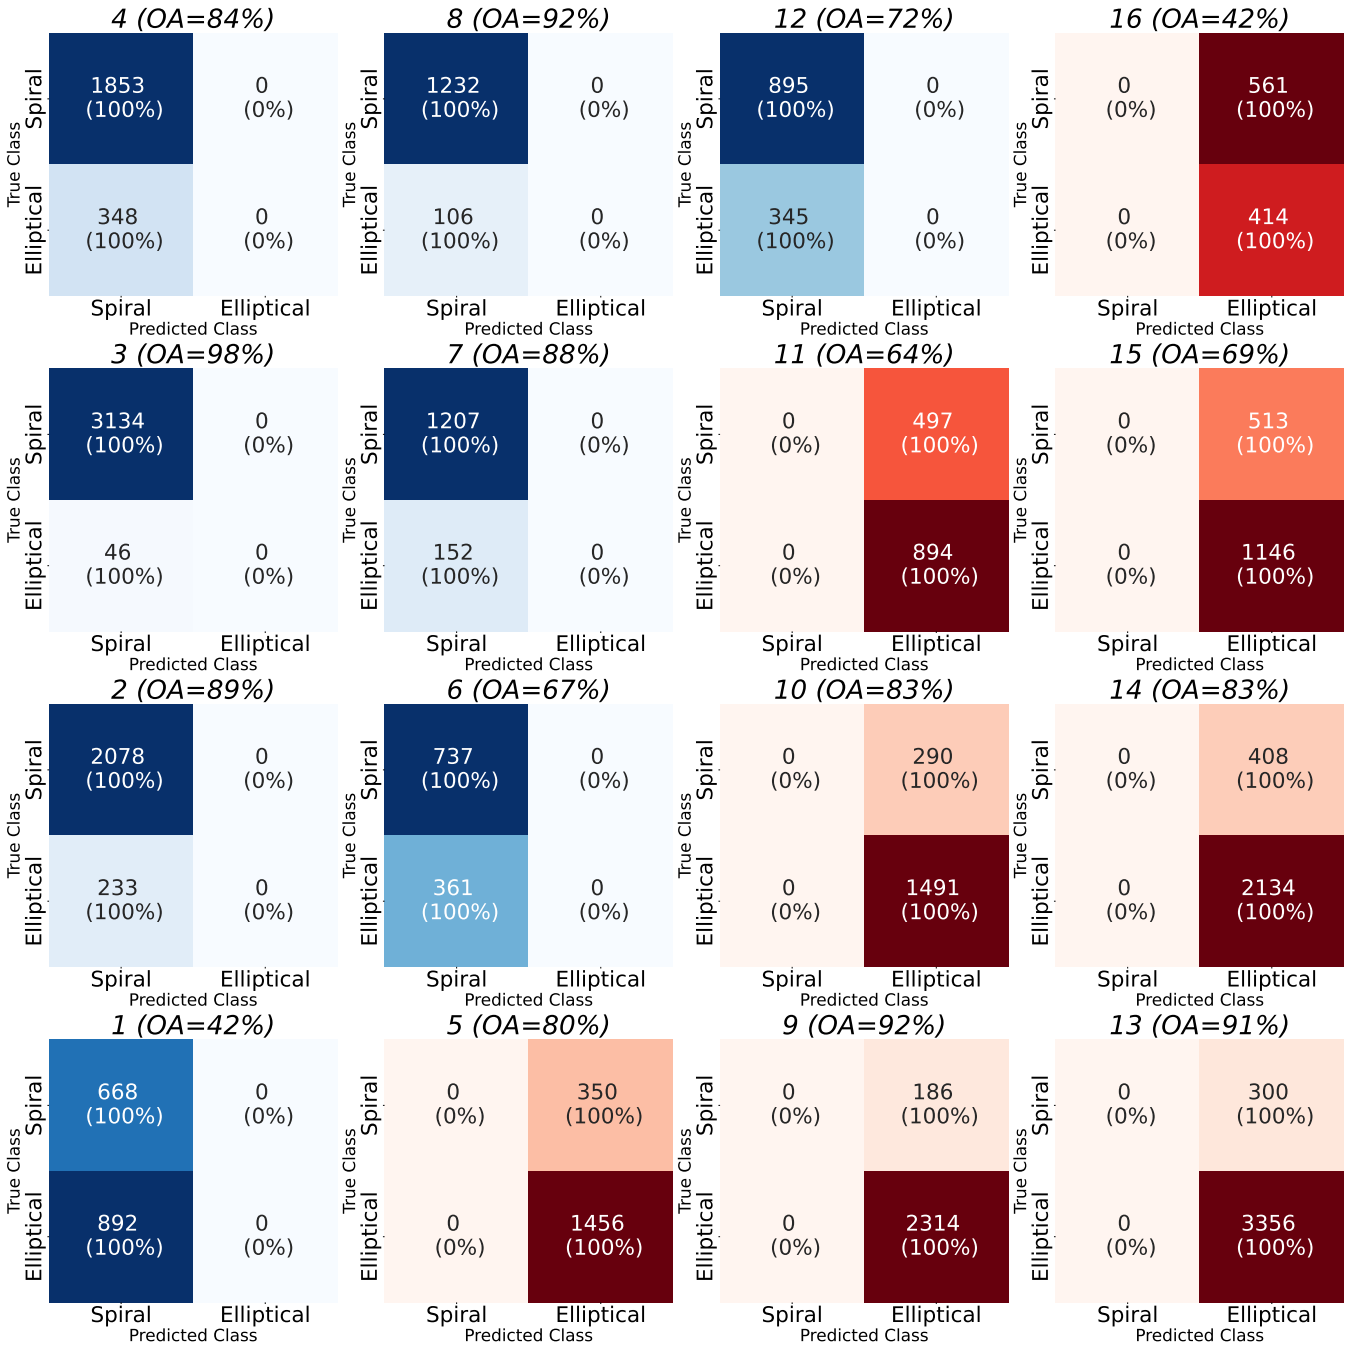 4 (OA=84%)
True Class
Spiral
Elliptical
1853
(100%)
0
(0%)
348
(100%)
0
(0%)
Spiral
Elliptical
Predicted Class
8 (OA=92%)
True Class
Spiral
Elliptical
1232
(100%)
0
(0%)
106
(100%)
0
(0%)
Spiral
Elliptical
Predicted Class
12 (OA=72%)
True Class
Spiral
Elliptical
895
(100%)
0
(0%)
345
(100%)
0
(0%)
Spiral
Elliptical
Predicted Class
16 (OA=42%)
True Class
Spiral
Elliptical
0
(0%)
561
(100%)
0
(0%)
414
(100%)
Spiral
Elliptical
Predicted Class
3 (OA=98%)
True Class
Spiral
Elliptical
3134
(100%)
0
(0%)
46
(100%)
0
(0%)
Spiral
Elliptical
Predicted Class
7 (OA=88%)
True Class
Spiral
Elliptical
1207
(100%)
0
(0%)
152
(100%)
0
(0%)
Spiral
Elliptical
Predicted Class
11 (OA=64%)
True Class
Spiral
Elliptical
0
(0%)
497
(100%)
0
(0%)
894
(100%)
Spiral
Elliptical
Predicted Class
15 (OA=69%)
True Class
Spiral
Elliptical
0
(0%)
513
(100%)
0
(0%)
1146
(100%)
Spiral
Elliptical
Predicted Class
2 (OA=89%)
True Class
Spiral
Elliptical
2078
(100%)
0
(0%)
233
(100%)
0
(0%)
Spiral
Elliptical
Predicted Class
6 (OA=67%)
True Class
Spiral
Elliptical
737
(100%)
0
(0%)
361
(100%)
0
(0%)
Spiral
Elliptical
Predicted Class
10 (OA=83%)
True Class
Spiral
Elliptical
0
(0%)
290
(100%)
0
(0%)
1491
(100%)
Spiral
Elliptical
Predicted Class
14 (OA=83%)
True Class
Spiral
Elliptical
0
(0%)
408
(100%)
0
(0%)
2134
(100%)
Spiral
Elliptical
Predicted Class
1 (OA=42%)
True Class
Spiral
Elliptical
668
(100%)
0
(0%)
892
(100%)
0
(0%)
Spiral
Elliptical
Predicted Class
5 (OA=80%)
True Class
Spiral
Elliptical
0
(0%)
350
(100%)
0
(0%)
1456
(100%)
Spiral
Elliptical
Predicted Class
9 (OA=92%)
True Class
Spiral
Elliptical
0
(0%)
186
(100%)
0
(0%)
2314
(100%)
Spiral
Elliptical
Predicted Class
13 (OA=91%)
True Class
Spiral
Elliptical
0
(0%)
300
(100%)
0
(0%)
3356
(100%)
Spiral
Elliptical
Predicted Class